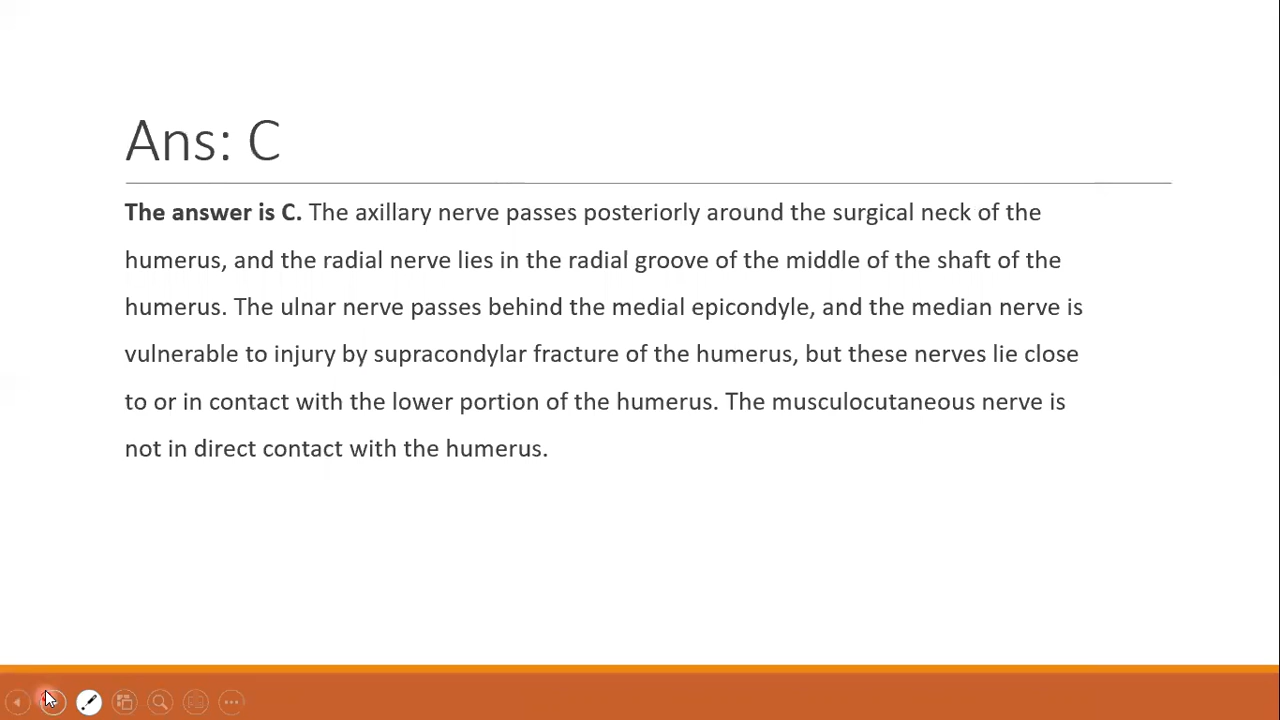 Ans: C
The answer is C. The axillary nerve passes posteriorly around the surgical neck of the
humerus, and the radial nerve lies in the radial groove of the middle of the shaft of the
humerus. The ulnar nerve passes behind the medial epicondyle, and the median nerve is
vulnerable to injury by supracondylar fracture of the humerus, but these nerves lie close
to or in contact with the lower portion of the humerus. The musculocutaneous nerve is
not in direct contact with the humerus.